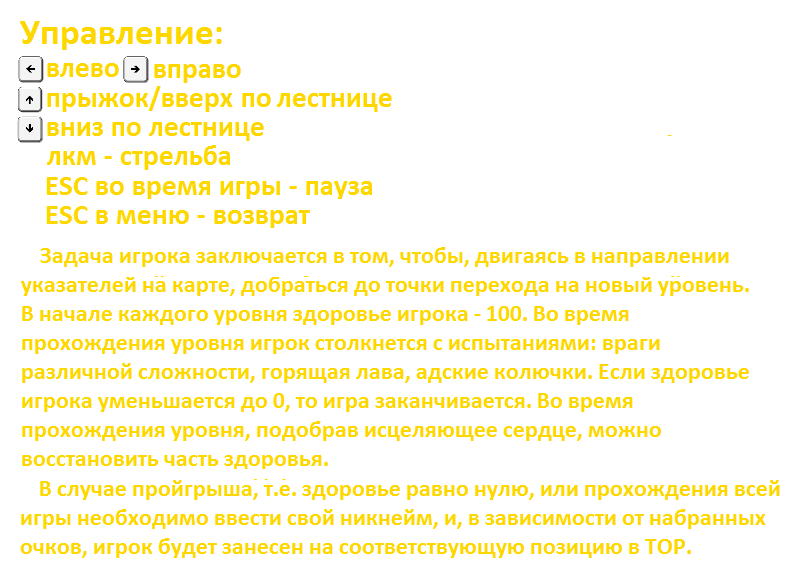 Управление:
← влево → вправо
↑ прыжок/вверх по лестнице
↓ вниз по лестнице
лкм - стрельба
ESC во время игры - пауза
ESC в меню - возврат
Задача игрока заключается в том, чтобы, двигаясь в направлении
указателей на карте, добраться до точки перехода на новый уровень.
В начале каждого уровня здоровье игрока - 100. Во время
прохождения уровня игрок столкнется с испытаниями: враги
различной сложности, горящая лава, адские колючки. Если здоровье
игрока уменьшается до 0, то игра заканчивается. Во время
прохождения уровня, подобрав исцеляющее сердце, можно
восстановить часть здоровья.
В случае пройгрыша, т.е. здоровье равно нулю, или прохождения всей
игры необходимо ввести свой никнейм, и, в зависимости от набранных
очков, игрок будет занесен на соответствующую позицию в TOP.